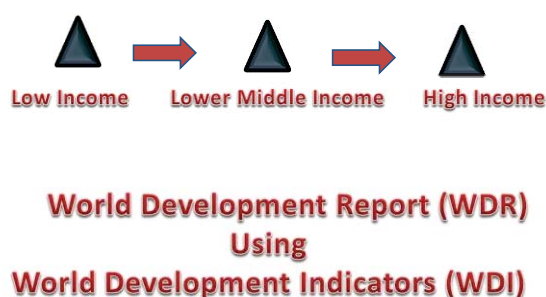 Low Income Lower Middle Income High Income
World Development Report (WDR)
Using
World Development Indicators (WDI)